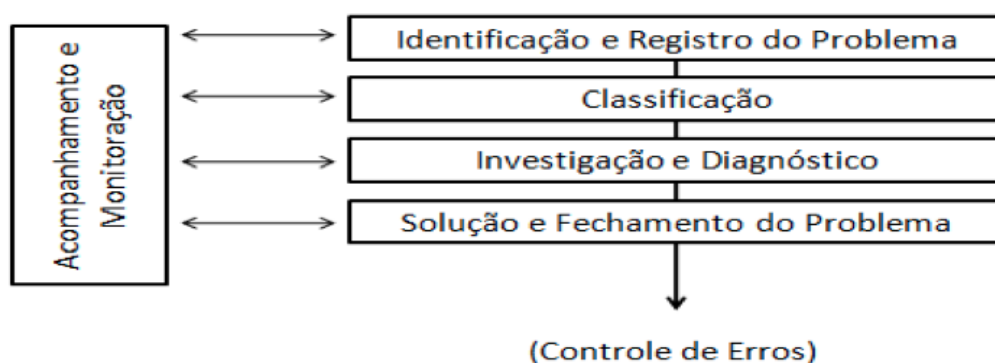 Acompanhamento e
Monitoração
Identificação e Registro do Problema
Classificação
Investigação e Diagnóstico
Solução e Fechamento do Problema
(Controle de Erros)